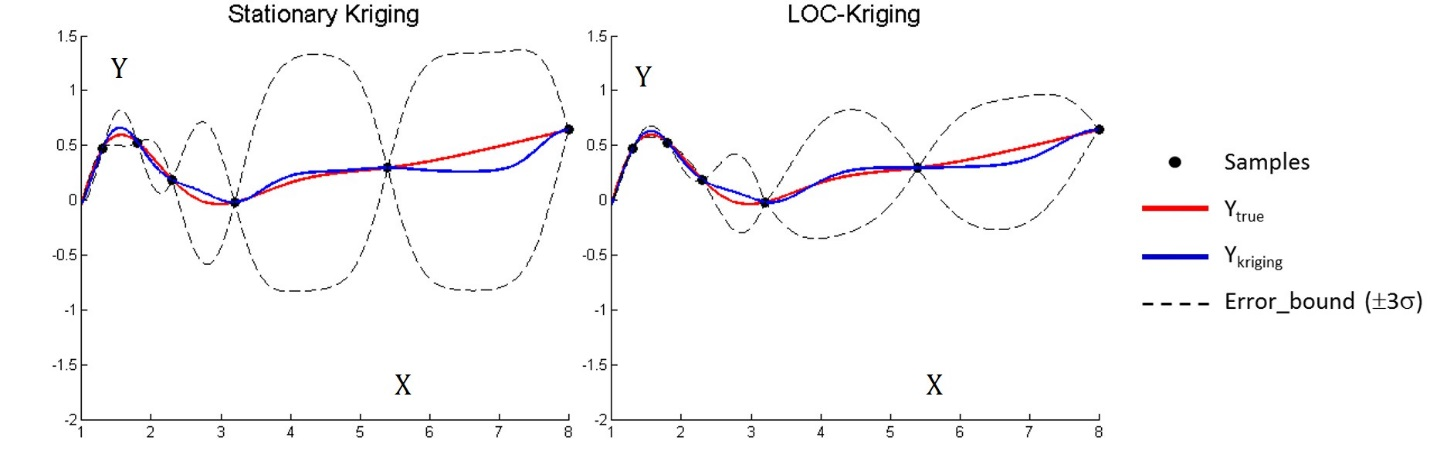 Stationary Kriging
1.5
1
0.5
0
-0.5
-1
-1.5
-2
Y
X
1 2 3 4 5 6 7 8
LOC-Kriging
1.5
1
0.5
0
-0.5
-1
-1.5
-2
Y
X
1 2 3 4 5 6 7 8
Samples
Ytrue
Ykriging
Error_bound (±3σ)